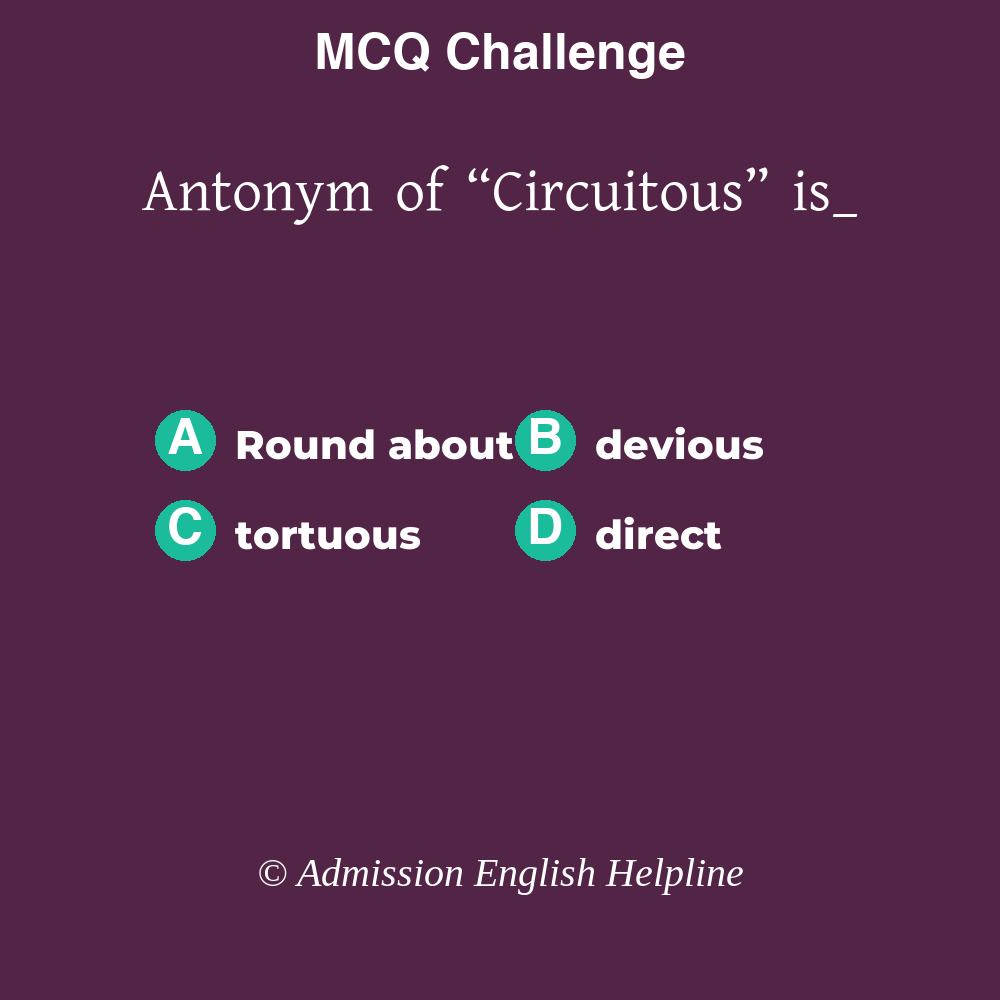 MCQ Challenge
Antonym of “Circuitous” is_
A Round about B devious
C tortuous D direct
© Admission English Helpline